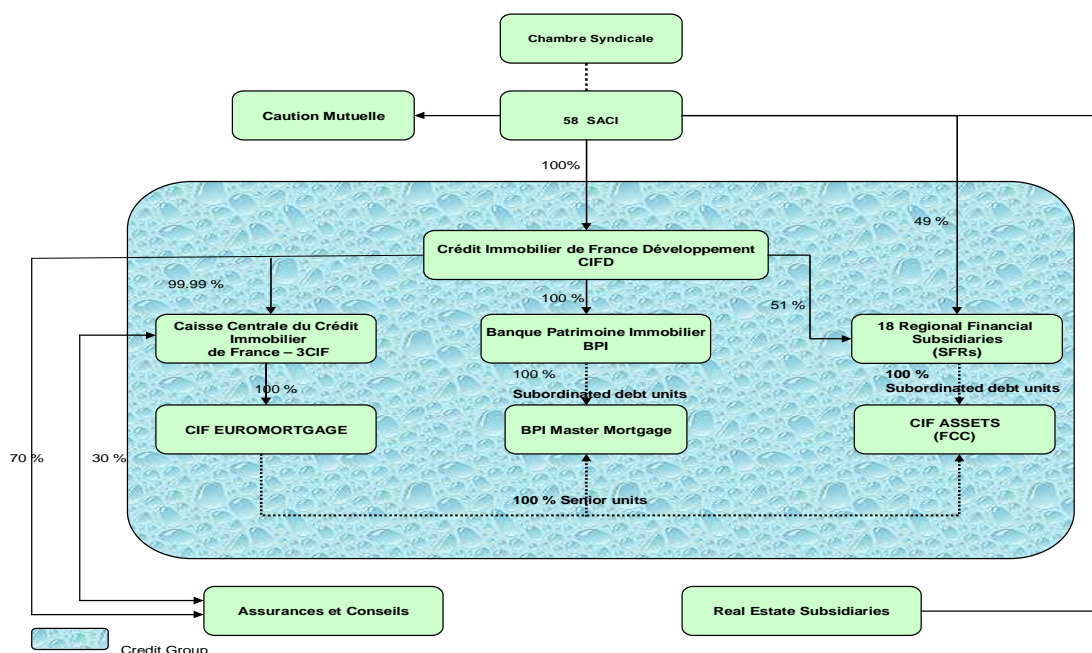 Chambre Syndicale
Caution Mutuelle
58 SACI
100%
49 %
Crédit Immobilier de France Développement
CIFD
99.99 %
100 %
51 %
Caisse Centrale du Crédit
Immobilier
de France – 3CIF
Banque Patrimoine Immobilier
BPI
18 Regional Financial
Subsidiaries
(SFRs)
100 %
100 %
Subordinated debt units
100 %
Subordinated debt units
CIF EUROMORTGAGE
BPI Master Mortgage
CIF ASSETS
(FCC)
70 %
30 %
100 % Senior units
Assurances et Conseils
Real Estate Subsidiaries
Credit Group